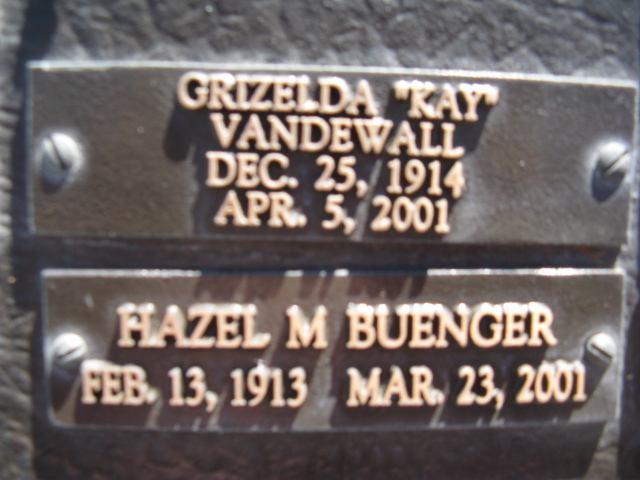 GRIZELDA "KAY"
VANDEWALL
DEC. 25, 1914
APR. 5, 2001
HAZEL M BUENGER
FEB. 13, 1913 MAR. 23, 2001